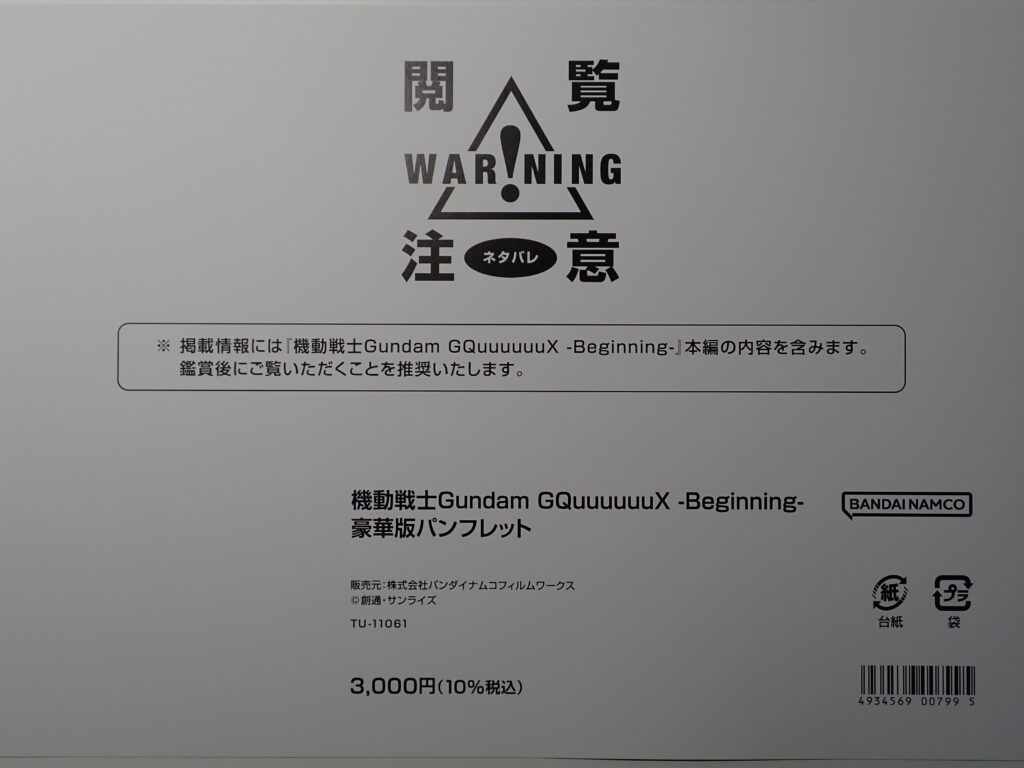 閲覧
WARNING
注 ネタバレ 意
※ 掲載情報には『機動戦士Gundam GQuuuuuuX -Beginning-』本編の内容を含みます。
鑑賞後にご覧いただくことを推奨いたします。
機動戦士Gundam GQuuuuuuX -Beginning-
豪華版パンフレット
BANDAI NAMCO
販売元:株式会社バンダイナムコフィルムワークス
©創通・サンライズ
TU-11061
紙 プラ
台紙 袋
3,000円(10%税込)
4934569 00799 5